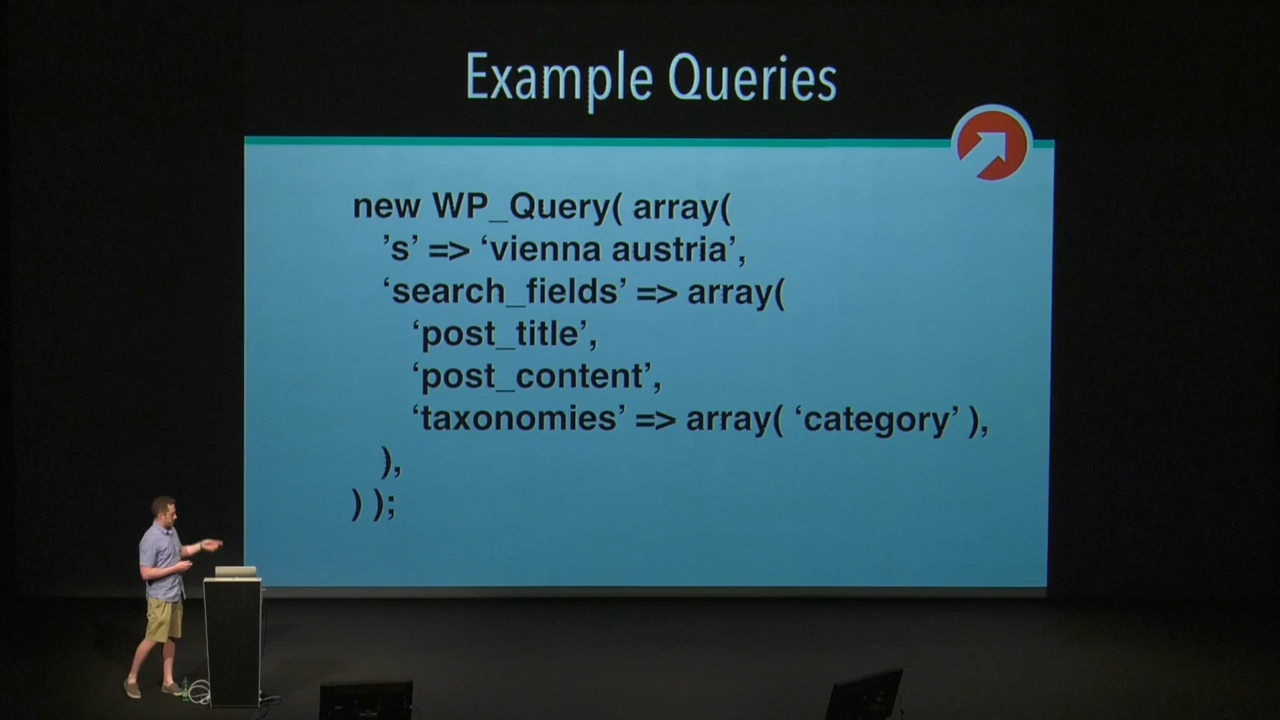 Example Queries
new WP_Query( array(
’s’ => ‘vienna austria’,
‘search_fields’ => array(
‘post_title’,
‘post_content’,
‘taxonomies’ => array( ‘category’ ),
),
) );